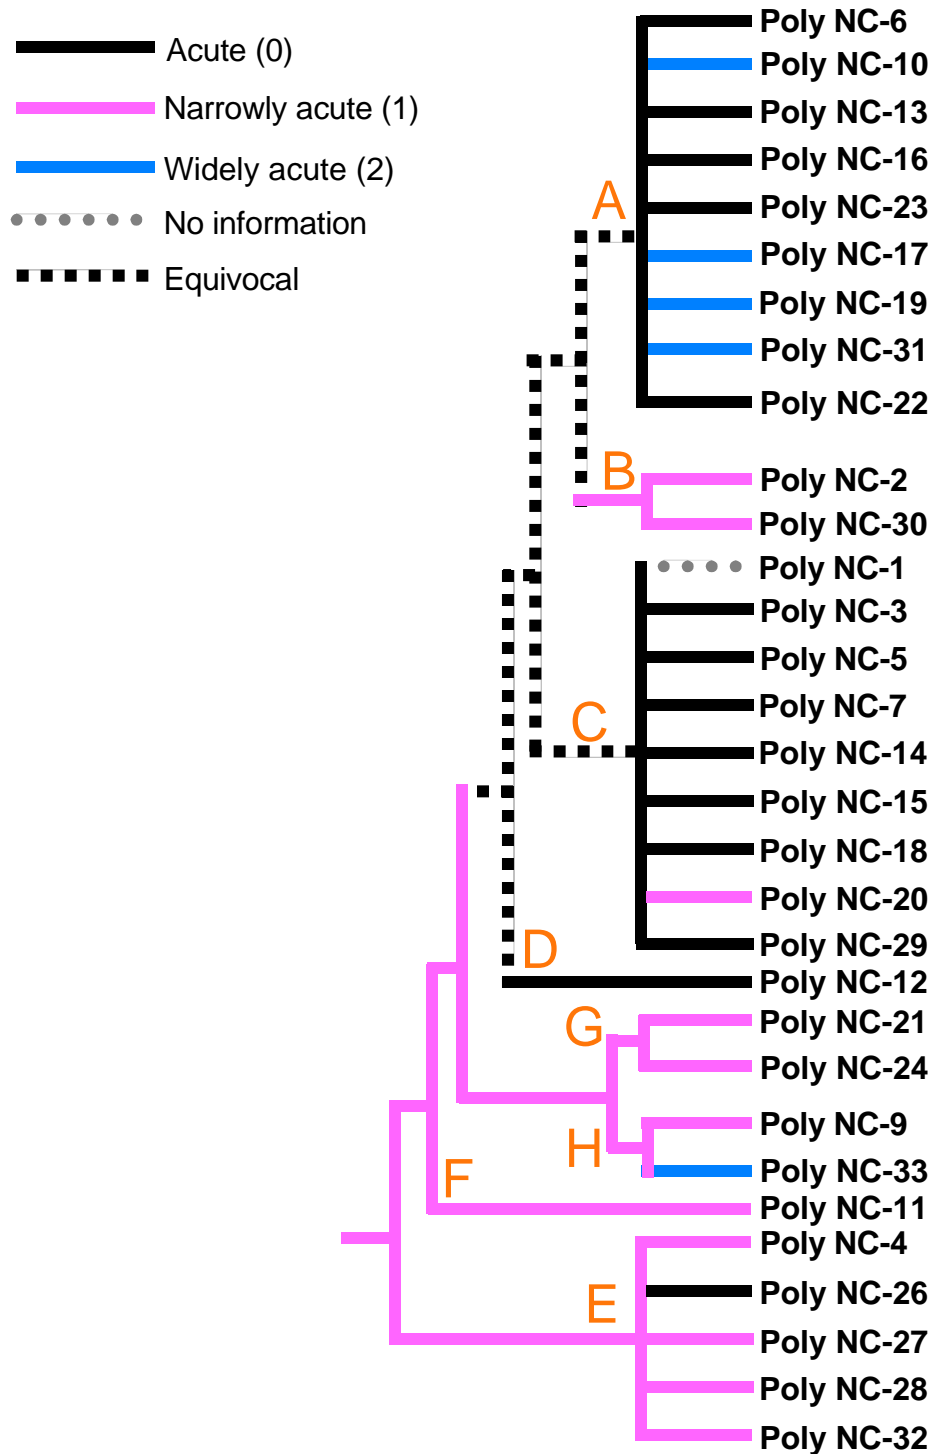 Acute (0)
Narrowly acute (1)
Widely acute (2)
No information
Equivocal
Poly NC-6
Poly NC-10
Poly NC-13
Poly NC-16
A
Poly NC-23
Poly NC-17
Poly NC-19
Poly NC-31
Poly NC-22
B
Poly NC-2
Poly NC-30
Poly NC-1
Poly NC-3
Poly NC-5
Poly NC-7
C
Poly NC-14
Poly NC-15
Poly NC-18
Poly NC-20
Poly NC-29
D
Poly NC-12
G
Poly NC-21
Poly NC-24
Poly NC-9
H
Poly NC-33
F
Poly NC-11
Poly NC-4
Poly NC-26
E
Poly NC-27
Poly NC-28
Poly NC-32